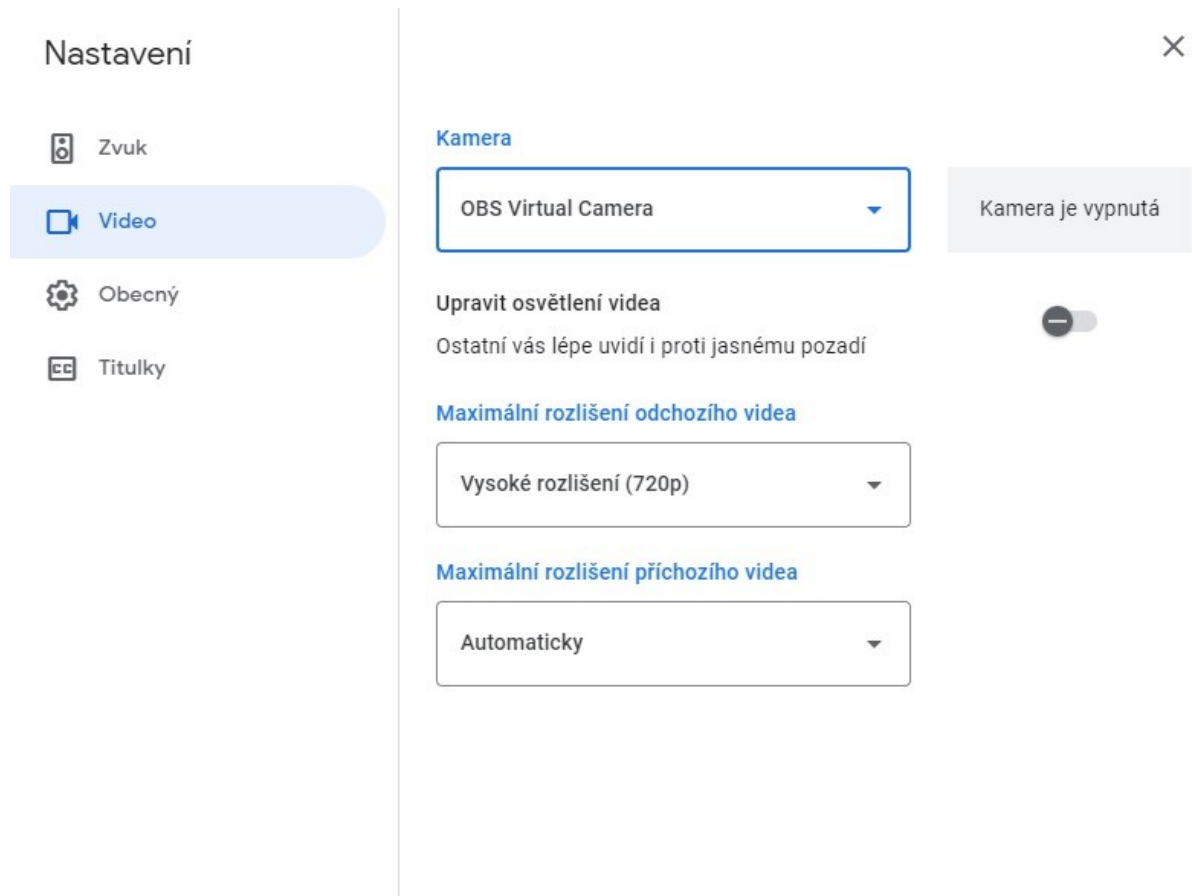 Nastavení
Zvuk
Video
Obecný
Titulky
Kamera
OBS Virtual Camera
Kamera je vypnutá
Upravit osvětlení videa
Ostatní vás lépe uvidí i proti jasnému pozadí
Maximální rozlišení odchozího videa
Vysoké rozlišení (720p)
Maximální rozlišení příchozího videa
Automaticky